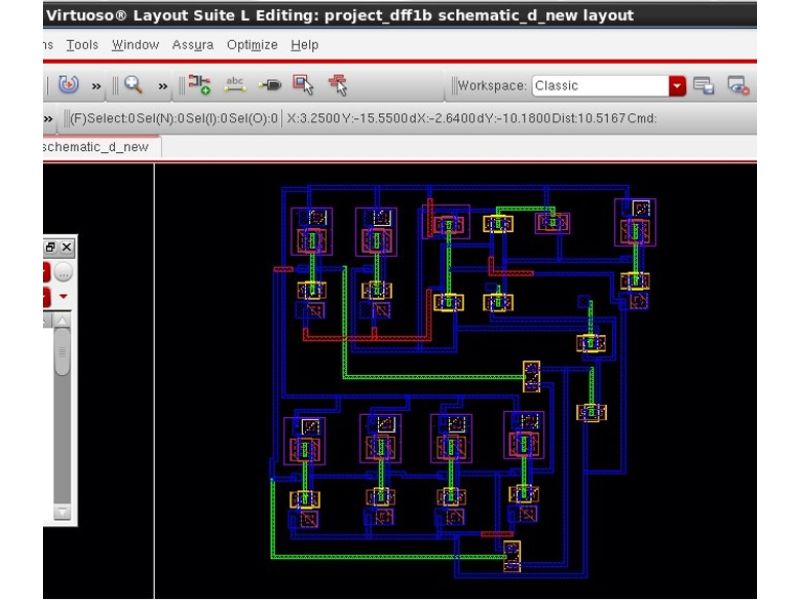 Virtuoso® Layout Suite L Editing: project_dff1b schematic_d_new layout
ns Tools Window Assura Optimize Help
» » abc Workspace: Classic
» (F)Select:0 Sel(N):0 Sel(I):0 Sel(O):0 X:3.2500 Y:-15.5500 dX:-2.6400 dY:-10.1800 Dist:10.5167 Cmd:
schematic_d_new